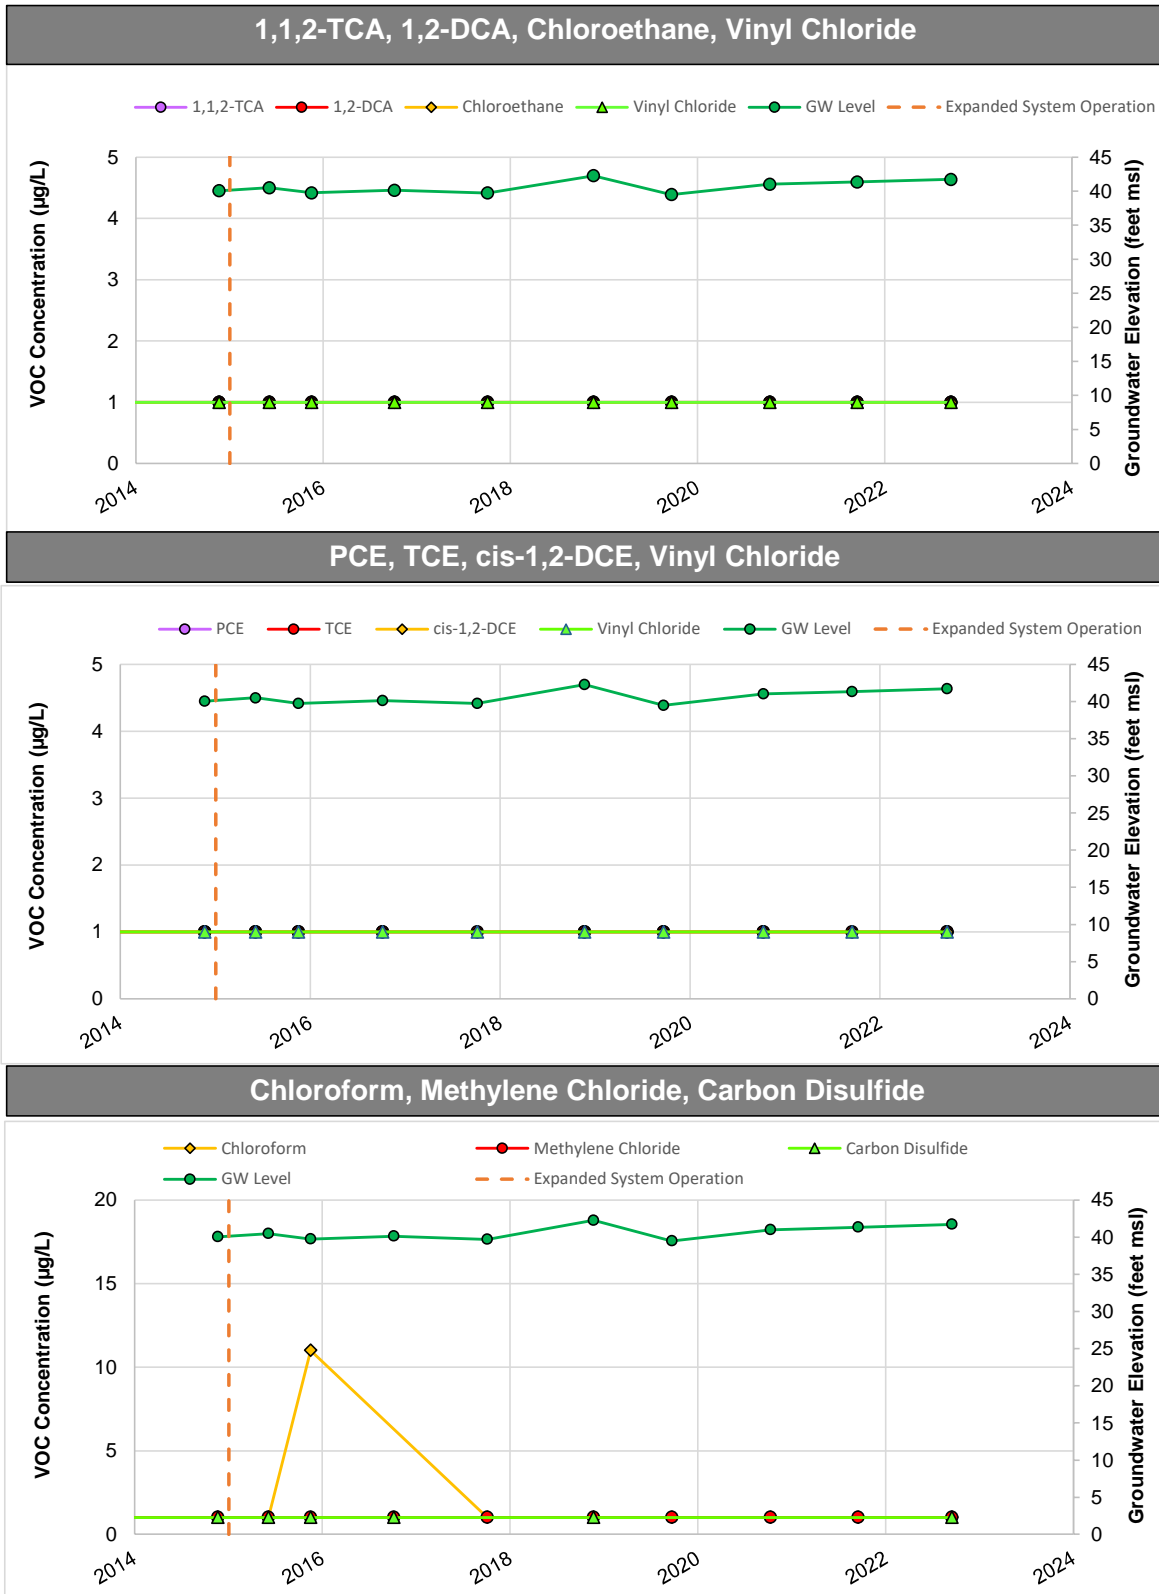 1,1,2-TCA, 1,2-DCA, Chloroethane, Vinyl Chloride
1,1,2-TCA 1,2-DCA Chloroethane Vinyl Chloride GW Level Expanded System Operation
VOC Concentration (µg/L)
5
4
3
2
1
0
45
40
35
30
25
20
15
10
5
0
Groundwater Elevation (feet msl)
2014 2016 2018 2020 2022 2024
PCE, TCE, cis-1,2-DCE, Vinyl Chloride
PCE TCE cis-1,2-DCE Vinyl Chloride GW Level Expanded System Operation
VOC Concentration (µg/L)
5
4
3
2
1
0
45
40
35
30
25
20
15
10
5
0
Groundwater Elevation (feet msl)
2014 2016 2018 2020 2022 2024
Chloroform, Methylene Chloride, Carbon Disulfide
Chloroform Methylene Chloride Carbon Disulfide
GW Level Expanded System Operation
VOC Concentration (µg/L)
20
15
10
5
0
45
40
35
30
25
20
15
10
5
0
Groundwater Elevation (feet msl)
2014 2016 2018 2020 2022 2024